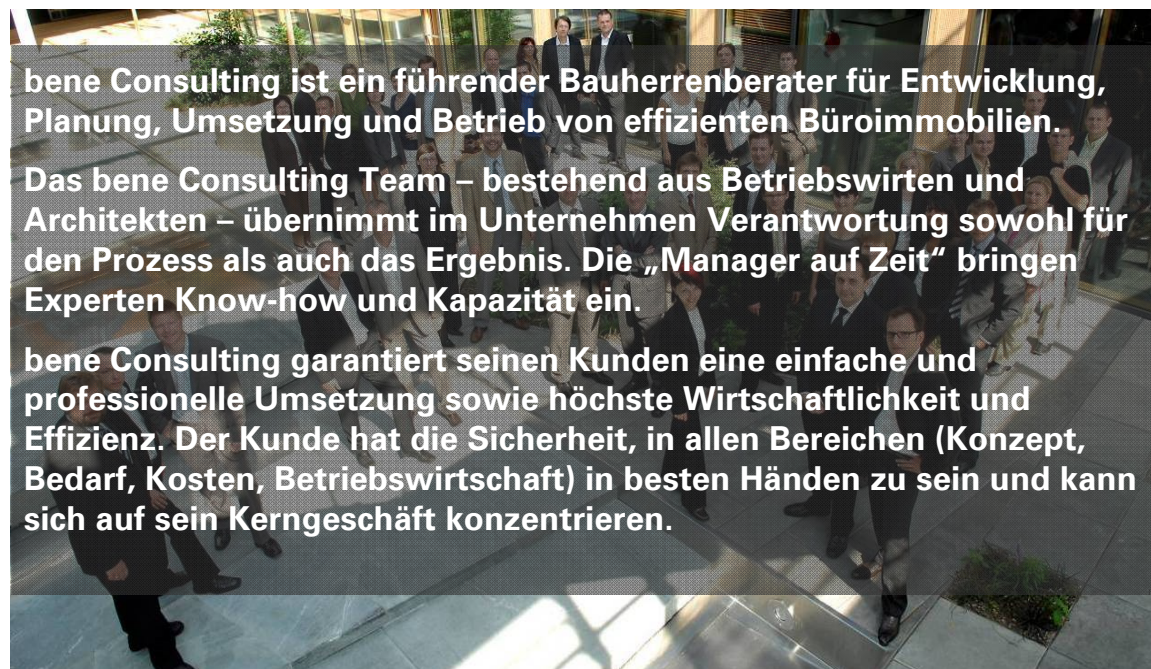 bene Consulting ist ein führender Bauherrenberater für Entwicklung,
Planung, Umsetzung und Betrieb von effizienten Büroimmobilien.
Das bene Consulting Team – bestehend aus Betriebswirten und
Architekten – übernimmt im Unternehmen Verantwortung sowohl für
den Prozess als auch das Ergebnis. Die „Manager auf Zeit“ bringen
Experten Know-how und Kapazität ein.
bene Consulting garantiert seinen Kunden eine einfache und
professionelle Umsetzung sowie höchste Wirtschaftlichkeit und
Effizienz. Der Kunde hat die Sicherheit, in allen Bereichen (Konzept,
Bedarf, Kosten, Betriebswirtschaft) in besten Händen zu sein und kann
sich auf sein Kerngeschäft konzentrieren.